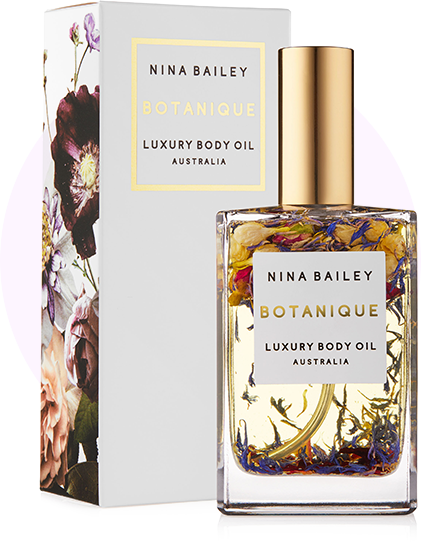 NINA BAILEY
BOTANIQUE
LUXURY BODY OIL
AUSTRALIA
NINA BAILEY
BOTANIQUE
LUXURY BODY OIL
AUSTRALIA